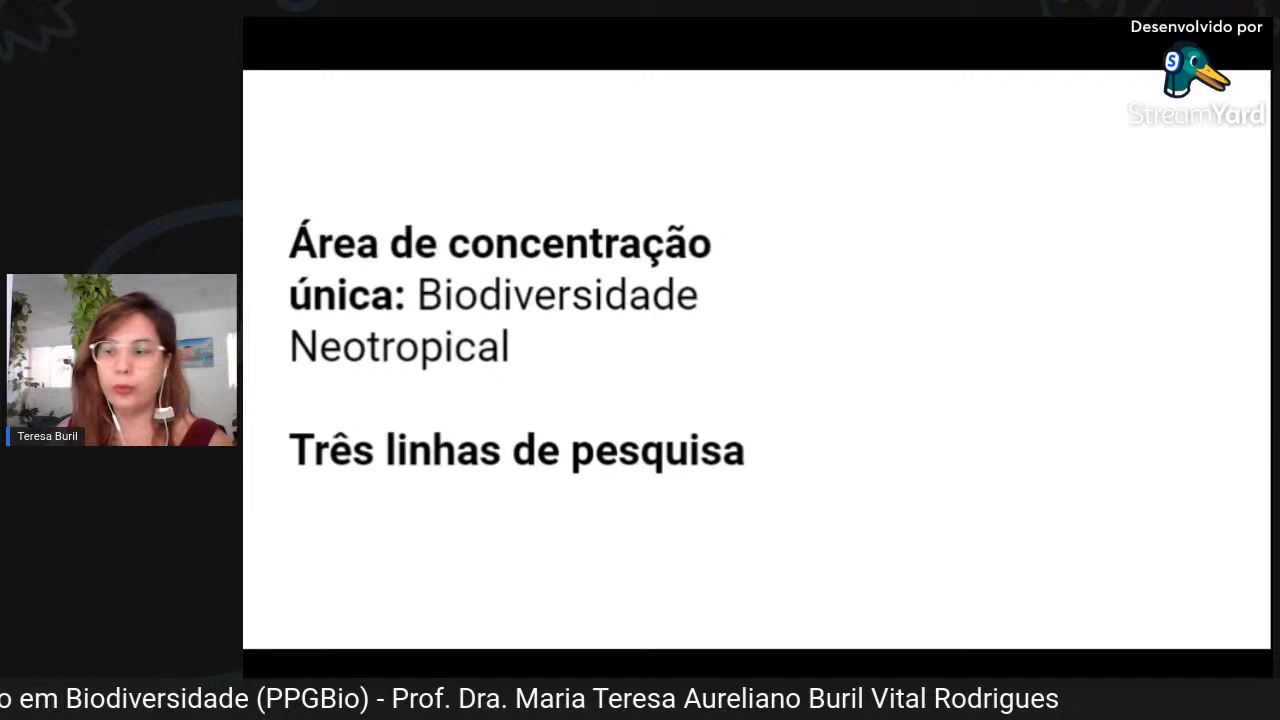 Desenvolvido por
S
StreamYard
Área de concentração
única: Biodiversidade
Neotropical
Três linhas de pesquisa
Teresa Buril
o em Biodiversidade (PPGBio) - Prof. Dra. Maria Teresa Aureliano Buril Vital Rodrigues